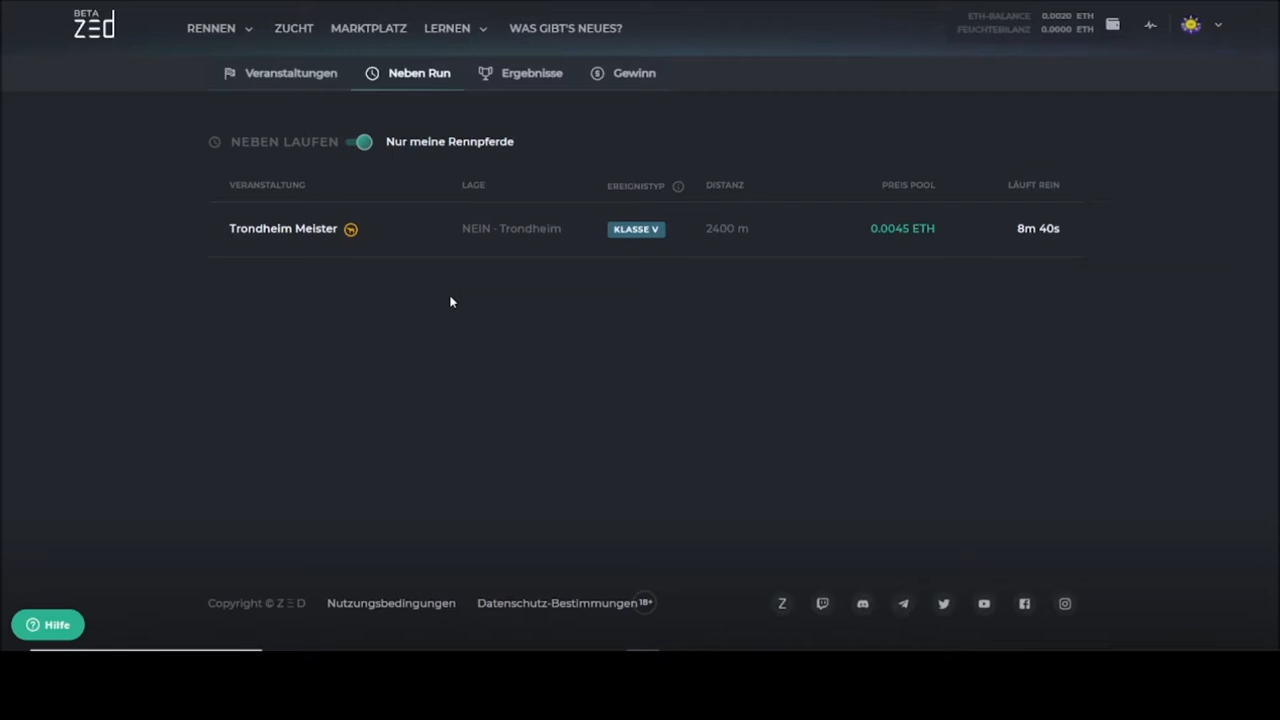 BETA
ZED
RENNEN
ZUCHT
MARKTPLATZ
LERNEN
WAS GIBT'S NEUES?
ETH-BALANCE 0.0020 ETH
FEUCHTEBILANZ 0.0000 ETH
Veranstaltungen
Neben Run
Ergebnisse
Gewinn
NEBEN LAUFEN
Nur meine Rennpferde
VERANSTALTUNG LAGE EREIGNISTYP DISTANZ PREIS POOL LÄUFT REIN
Trondheim Meister NEIN - Trondheim KLASSE V 2400 m 0.0045 ETH 8m 40s
Copyright © ZED Nutzungsbedingungen Datenschutz-Bestimmungen 18+
Hilfe